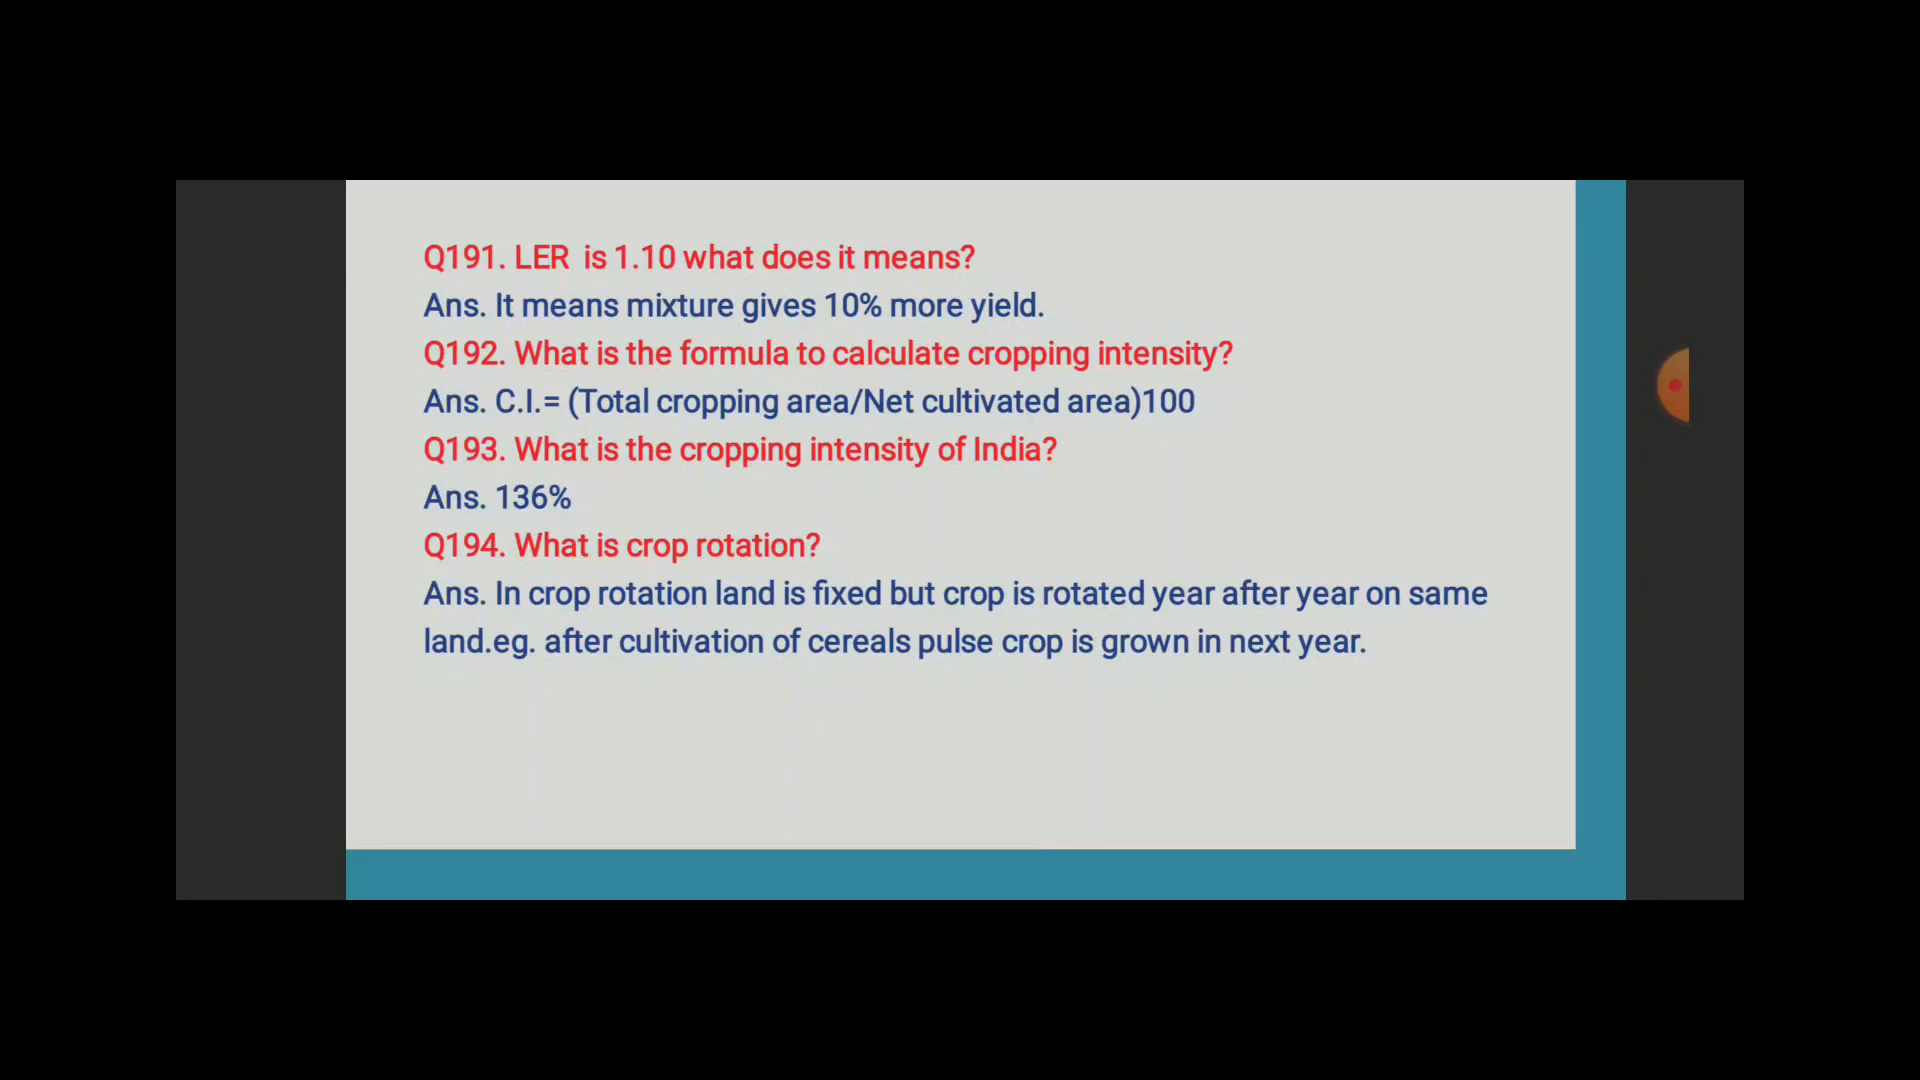 Q191. LER is 1.10 what does it means?
Ans. It means mixture gives 10% more yield.
Q192. What is the formula to calculate cropping intensity?
Ans. C.I.= (Total cropping area/Net cultivated area)100
Q193. What is the cropping intensity of India?
Ans. 136%
Q194. What is crop rotation?
Ans. In crop rotation land is fixed but crop is rotated year after year on same
land.eg. after cultivation of cereals pulse crop is grown in next year.